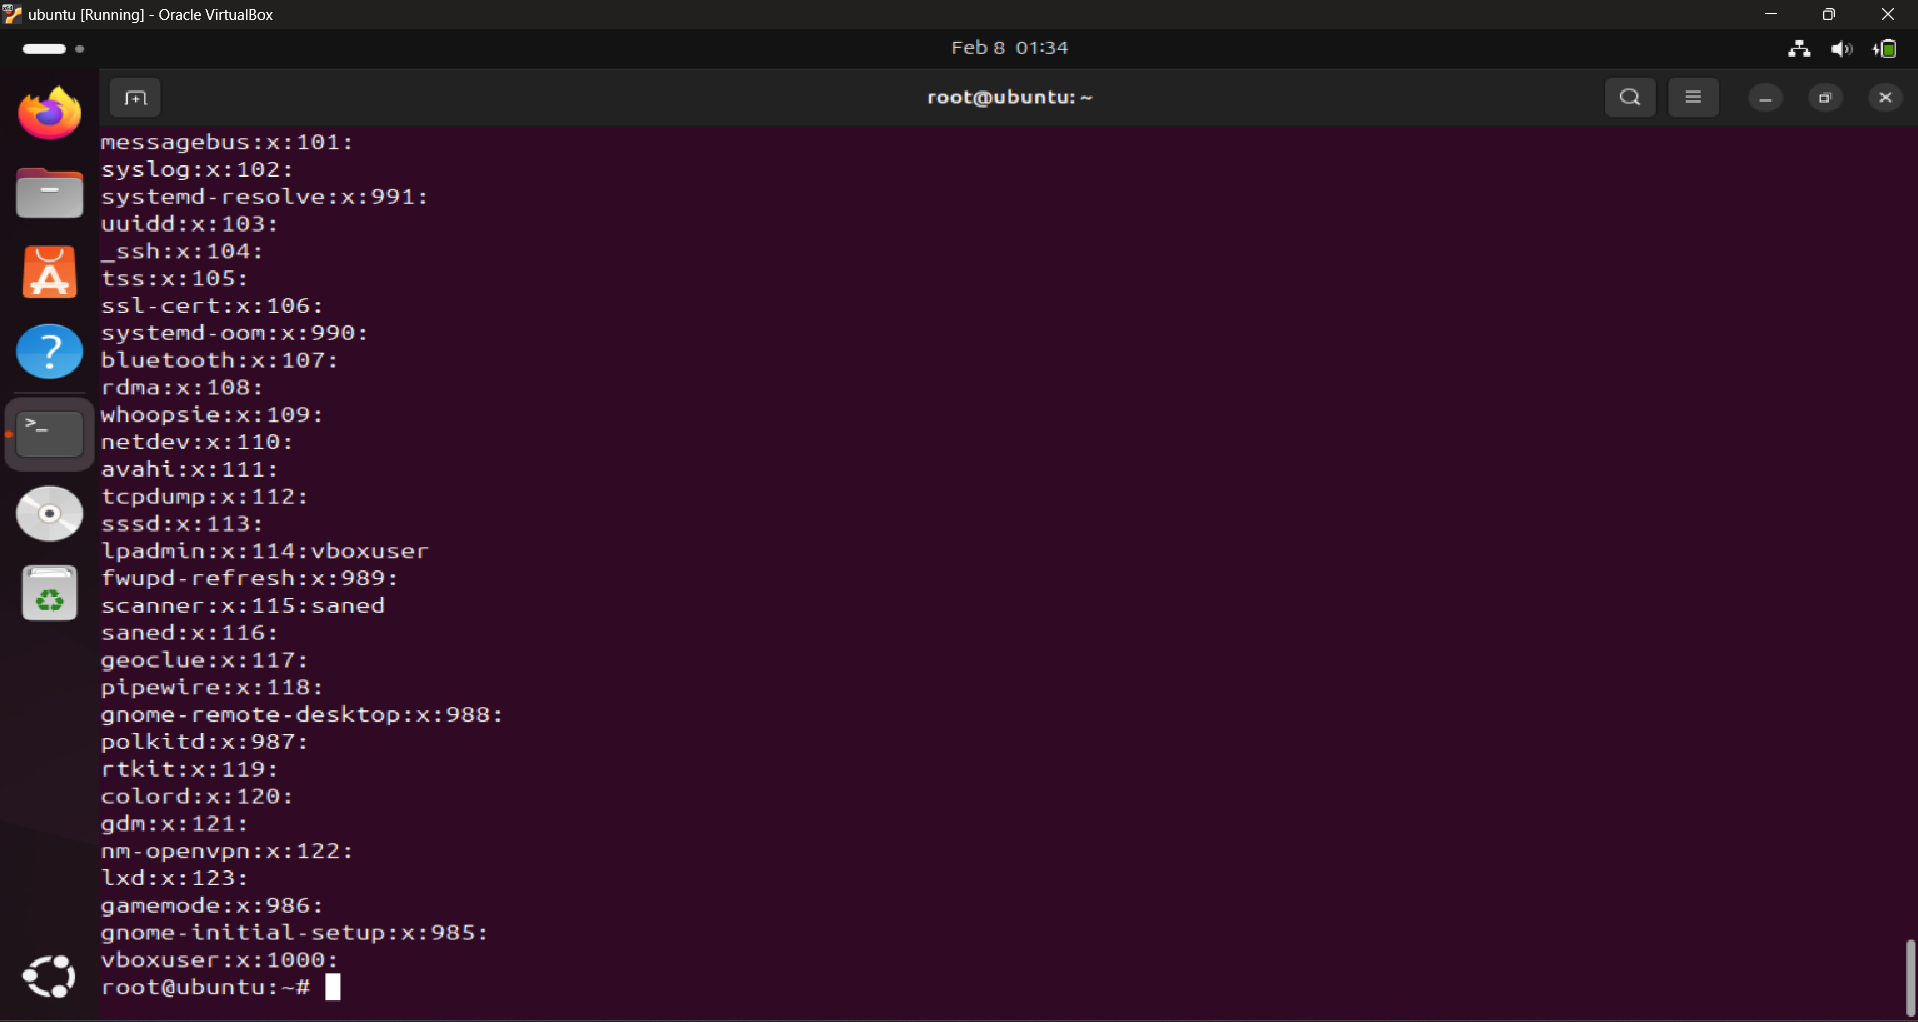 ubuntu [Running] - Oracle VirtualBox
Feb 8 01:34
root@ubuntu: ~
messagebus:x:101:
syslog:x:102:
systemd-resolve:x:991:
uuidd:x:103:
_ssh:x:104:
tss:x:105:
ssl-cert:x:106:
systemd-oom:x:990:
bluetooth:x:107:
rdma:x:108:
whoopsie:x:109:
netdev:x:110:
avahi:x:111:
tcpdump:x:112:
sssd:x:113:
lpadmin:x:114:vboxuser
fwupd-refresh:x:989:
scanner:x:115:saned
saned:x:116:
geoclue:x:117:
pipewire:x:118:
gnome-remote-desktop:x:988:
polkitd:x:987:
rtkit:x:119:
colord:x:120:
gdm:x:121:
nm-openvpn:x:122:
lxd:x:123:
gamemode:x:986:
gnome-initial-setup:x:985:
vboxuser:x:1000:
root@ubuntu:~#